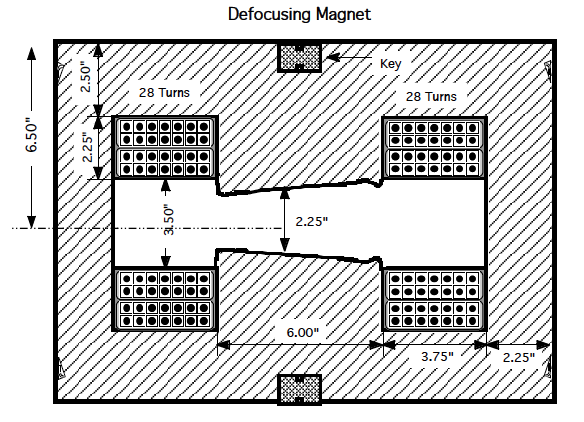 Defocusing Magnet
Key
28 Turns
28 Turns
2.50"
6.50"
2.25"
3.50"
2.25"
6.00"
3.75"
2.25"